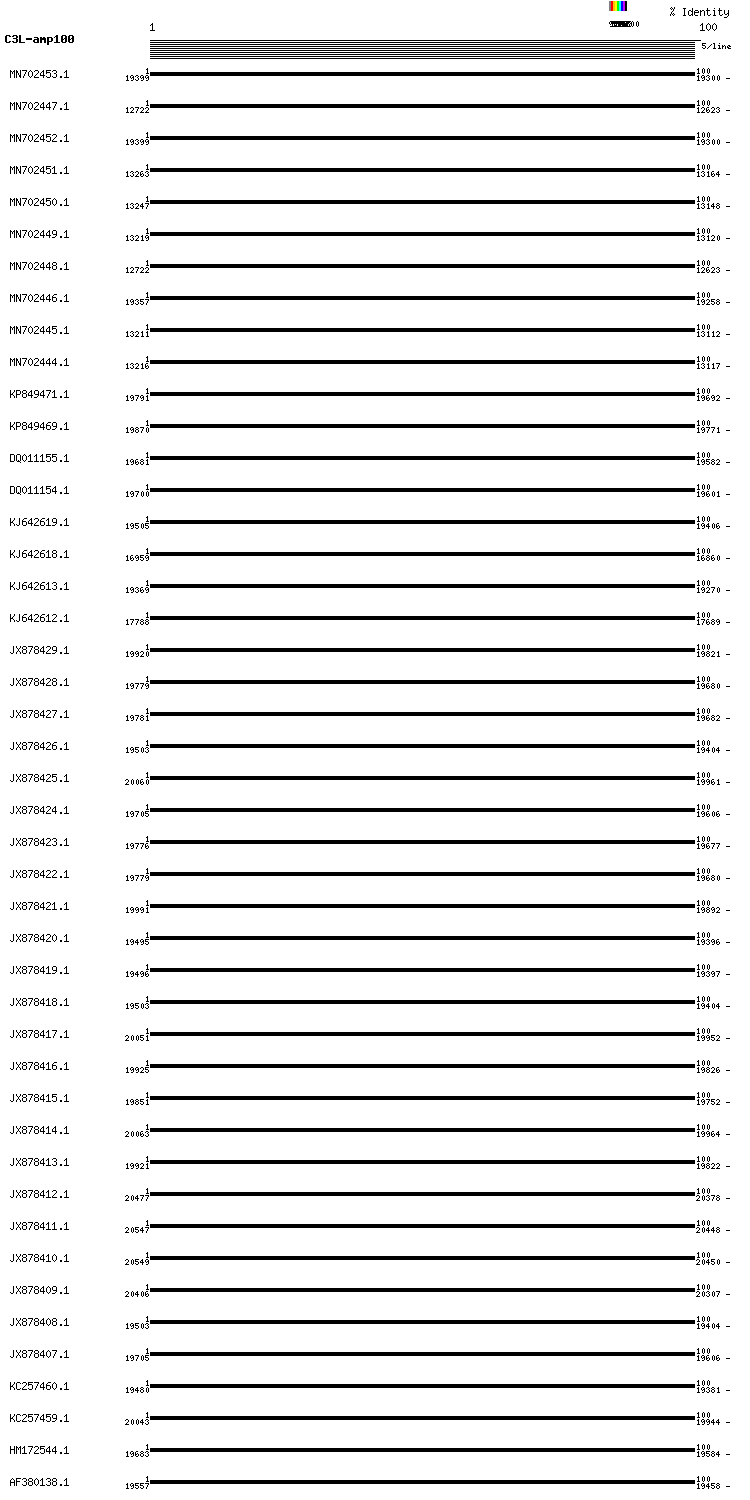 % Identity
1 100
C3L-amp100
5/line
MN702453.1 1 19399 100 19300 -
MN702447.1 1 12722 100 12623 -
MN702452.1 1 19399 100 19300 -
MN702451.1 1 13263 100 13164 -
MN702450.1 1 13247 100 13148 -
MN702449.1 1 13219 100 13120 -
MN702448.1 1 12722 100 12623 -
MN702446.1 1 19357 100 19258 -
MN702445.1 1 13211 100 13112 -
MN702444.1 1 13216 100 13117 -
KP849471.1 1 19791 100 19692 -
KP849469.1 1 19870 100 19771 -
DQ011155.1 1 19681 100 19582 -
DQ011154.1 1 19700 100 19601 -
KJ642619.1 1 19505 100 19406 -
KJ642618.1 1 16959 100 16860 -
KJ642613.1 1 19369 100 19270 -
KJ642612.1 1 17788 100 17689 -
JX878429.1 1 19920 100 19821 -
JX878428.1 1 19779 100 19680 -
JX878427.1 1 19781 100 19682 -
JX878426.1 1 19503 100 19404 -
JX878425.1 1 20060 100 19961 -
JX878424.1 1 19705 100 19606 -
JX878423.1 1 19776 100 19677 -
JX878422.1 1 19779 100 19680 -
JX878421.1 1 19991 100 19892 -
JX878420.1 1 19495 100 19396 -
JX878419.1 1 19496 100 19397 -
JX878418.1 1 19503 100 19404 -
JX878417.1 1 20051 100 19952 -
JX878416.1 1 19925 100 19826 -
JX878415.1 1 19851 100 19752 -
JX878414.1 1 20063 100 19964 -
JX878413.1 1 19921 100 19822 -
JX878412.1 1 20477 100 20378 -
JX878411.1 1 20547 100 20448 -
JX878410.1 1 20549 100 20450 -
JX878409.1 1 20406 100 20307 -
JX878408.1 1 19503 100 19404 -
JX878407.1 1 19705 100 19606 -
KC257460.1 1 19480 100 19381 -
KC257459.1 1 20043 100 19944 -
HM172544.1 1 19683 100 19584 -
AF380138.1 1 19557 100 19458 -